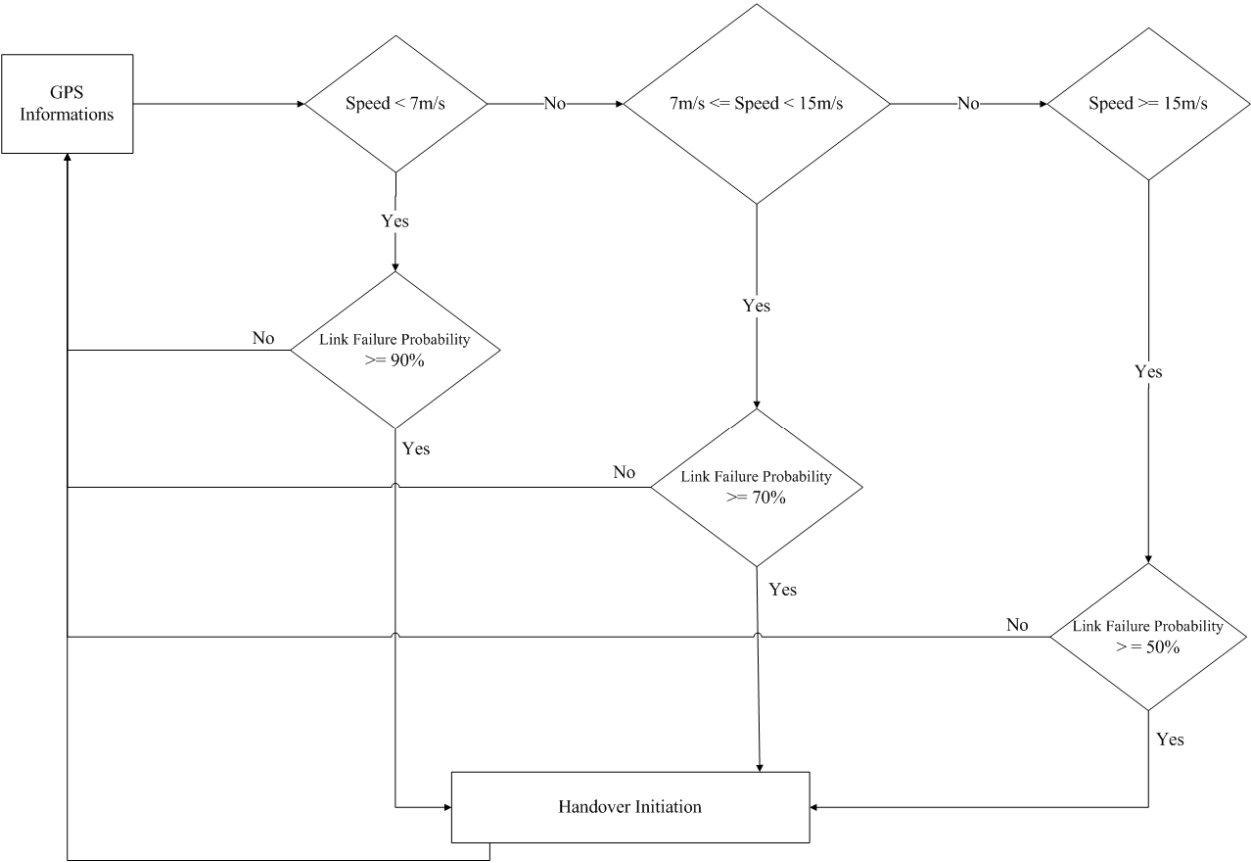 GPS
Informations
Speed < 7m/s
No
7m/s <= Speed < 15m/s
No
Speed >= 15m/s
Yes
Yes
Yes
No
Link Failure Probability
>= 90%
Yes
No
Link Failure Probability
>= 70%
Yes
No
Link Failure Probability
> = 50%
Yes
Handover Initiation